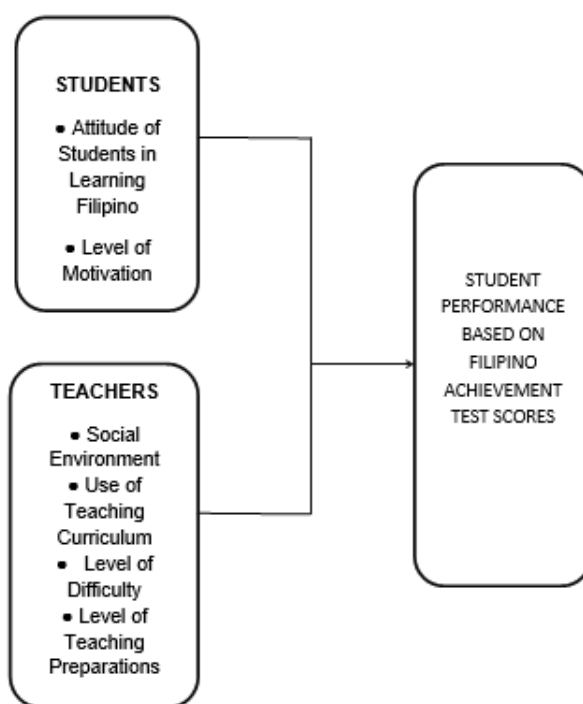 STUDENTS
● Attitude of
Students in
Learning
Filipino
● Level of
Motivation
TEACHERS
● Social
Environment
● Use of
Teaching
Curriculum
● Level of
Difficulty
● Level of
Teaching
Preparations
STUDENT
PERFORMANCE
BASED ON
FILIPINO
ACHIEVEMENT
TEST SCORES